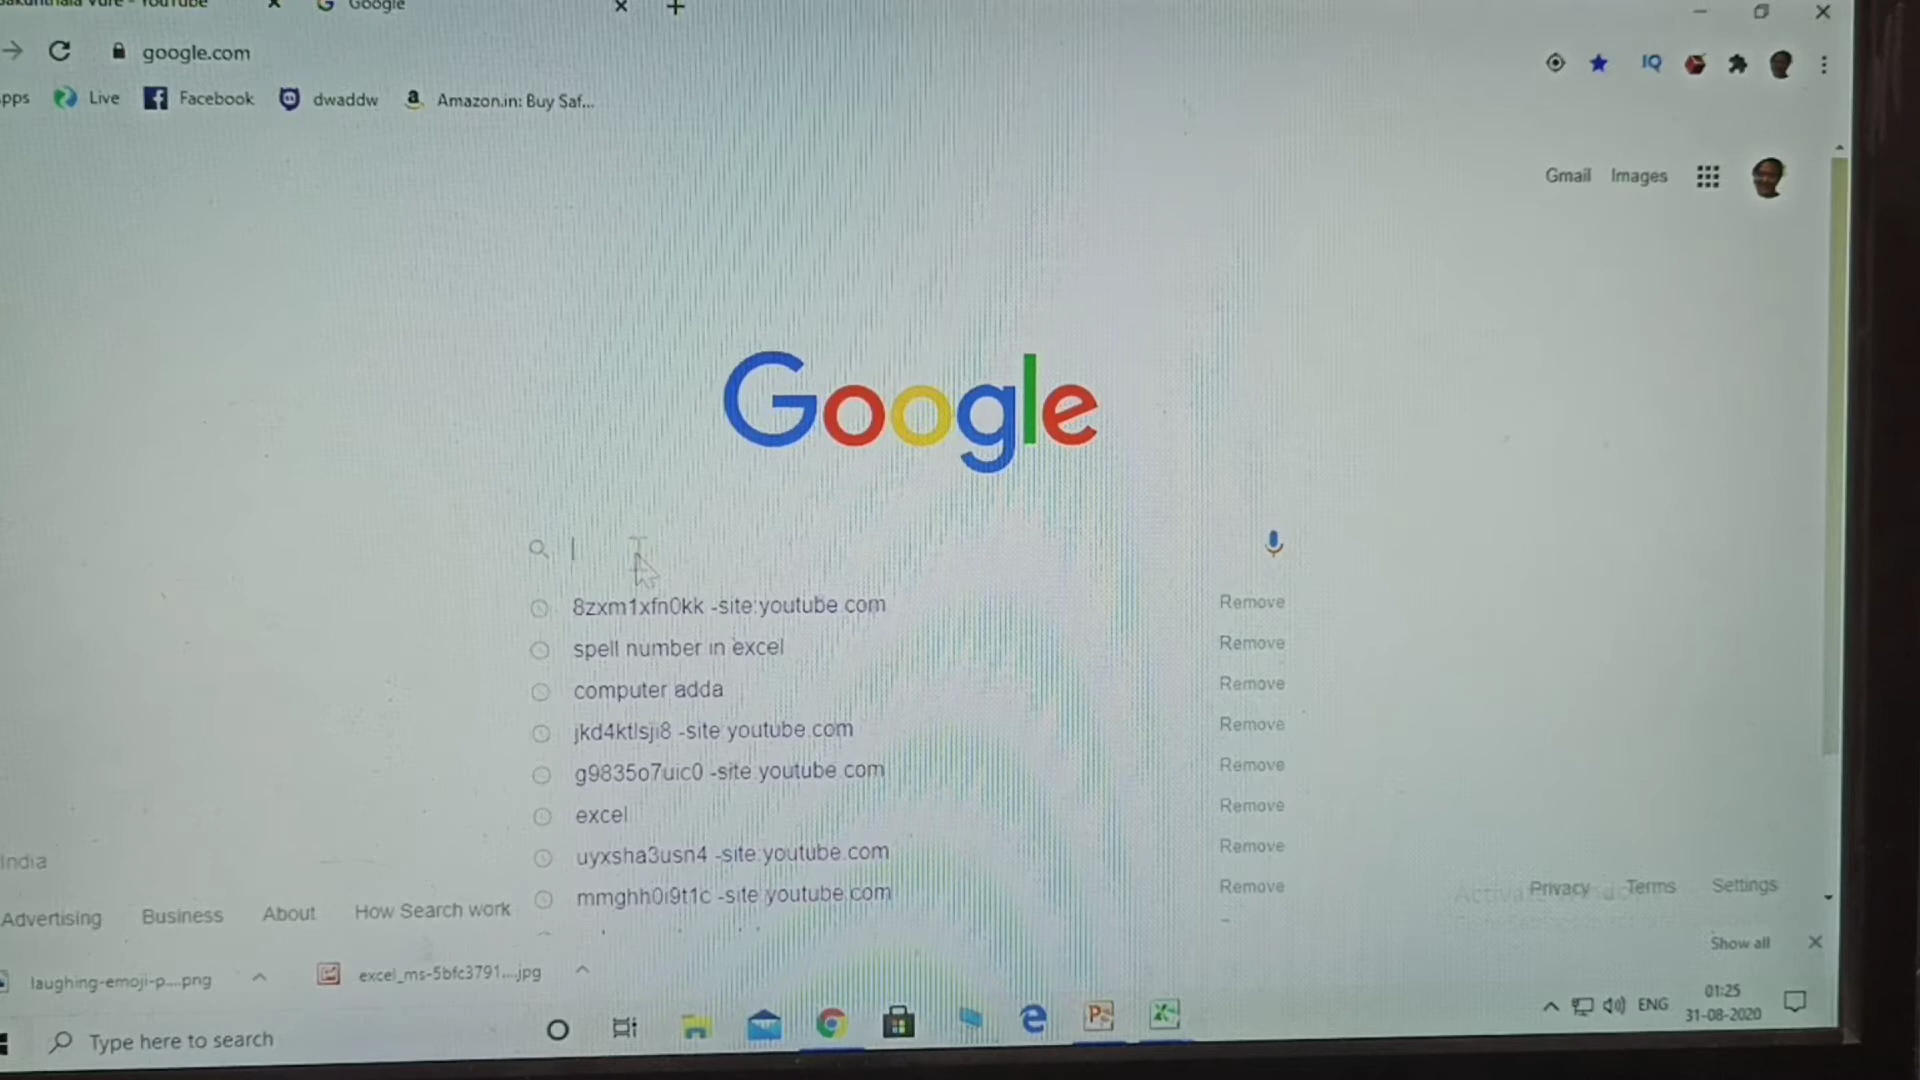 YouTube
Google
google.com
IQ
pps Live Facebook dwaddw Amazon.in: Buy Saf...
Gmail Images
Google
8zxm1xfn0kk -site:youtube.com Remove
spell number in excel Remove
computer adda Remove
jkd4ktlsji8 -site:youtube.com Remove
g9835o7uic0 -site:youtube.com Remove
excel Remove
uyxsha3usn4 -site:youtube.com Remove
mmghh0i9t1c -site:youtube.com Remove
India
Advertising Business About How Search work Privacy Terms Settings
laughing-emoji-p....png excel_ms-5bfc3791....jpg Show all
Type here to search ENG 01:25
31-08-2020